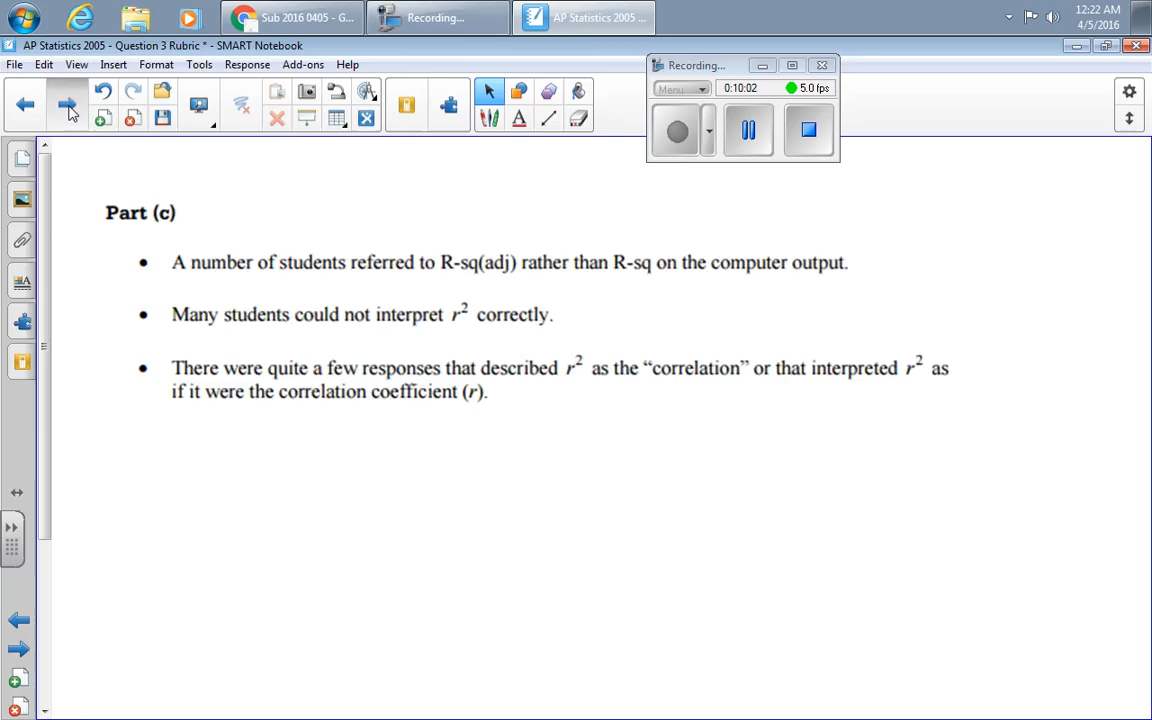 Sub 2016 0405 - G...
Recording...
AP Statistics 2005 ...
12:22 AM
4/5/2016
AP Statistics 2005 - Question 3 Rubric * - SMART Notebook
File Edit View Insert Format Tools Response Add-ons Help
Recording...
Menu
0:10:02
5.0 fps
Part (c)
• A number of students referred to R-sq(adj) rather than R-sq on the computer output.
• Many students could not interpret r² correctly.
• There were quite a few responses that described r² as the “correlation” or that interpreted r² as
if it were the correlation coefficient (r).